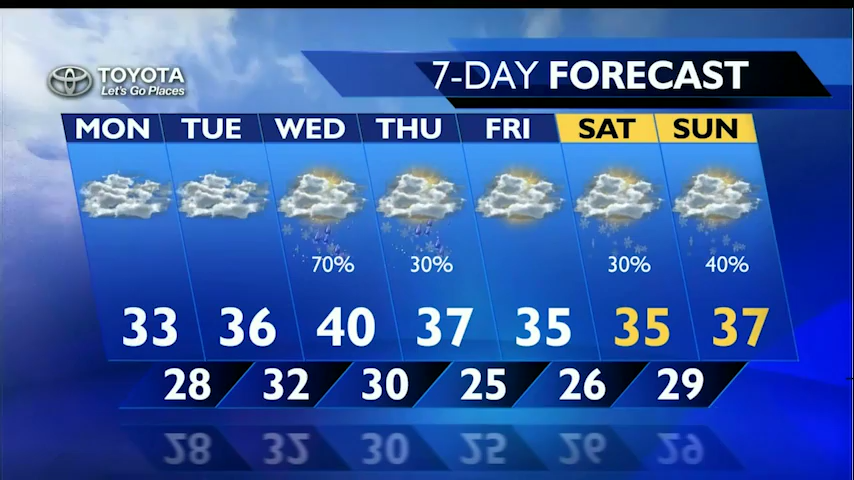 TOYOTA
Let's Go Places
7-DAY FORECAST
MON TUE WED THU FRI SAT SUN
70% 30% 30% 40%
33 36 40 37 35 35 37
28 32 30 25 26 29